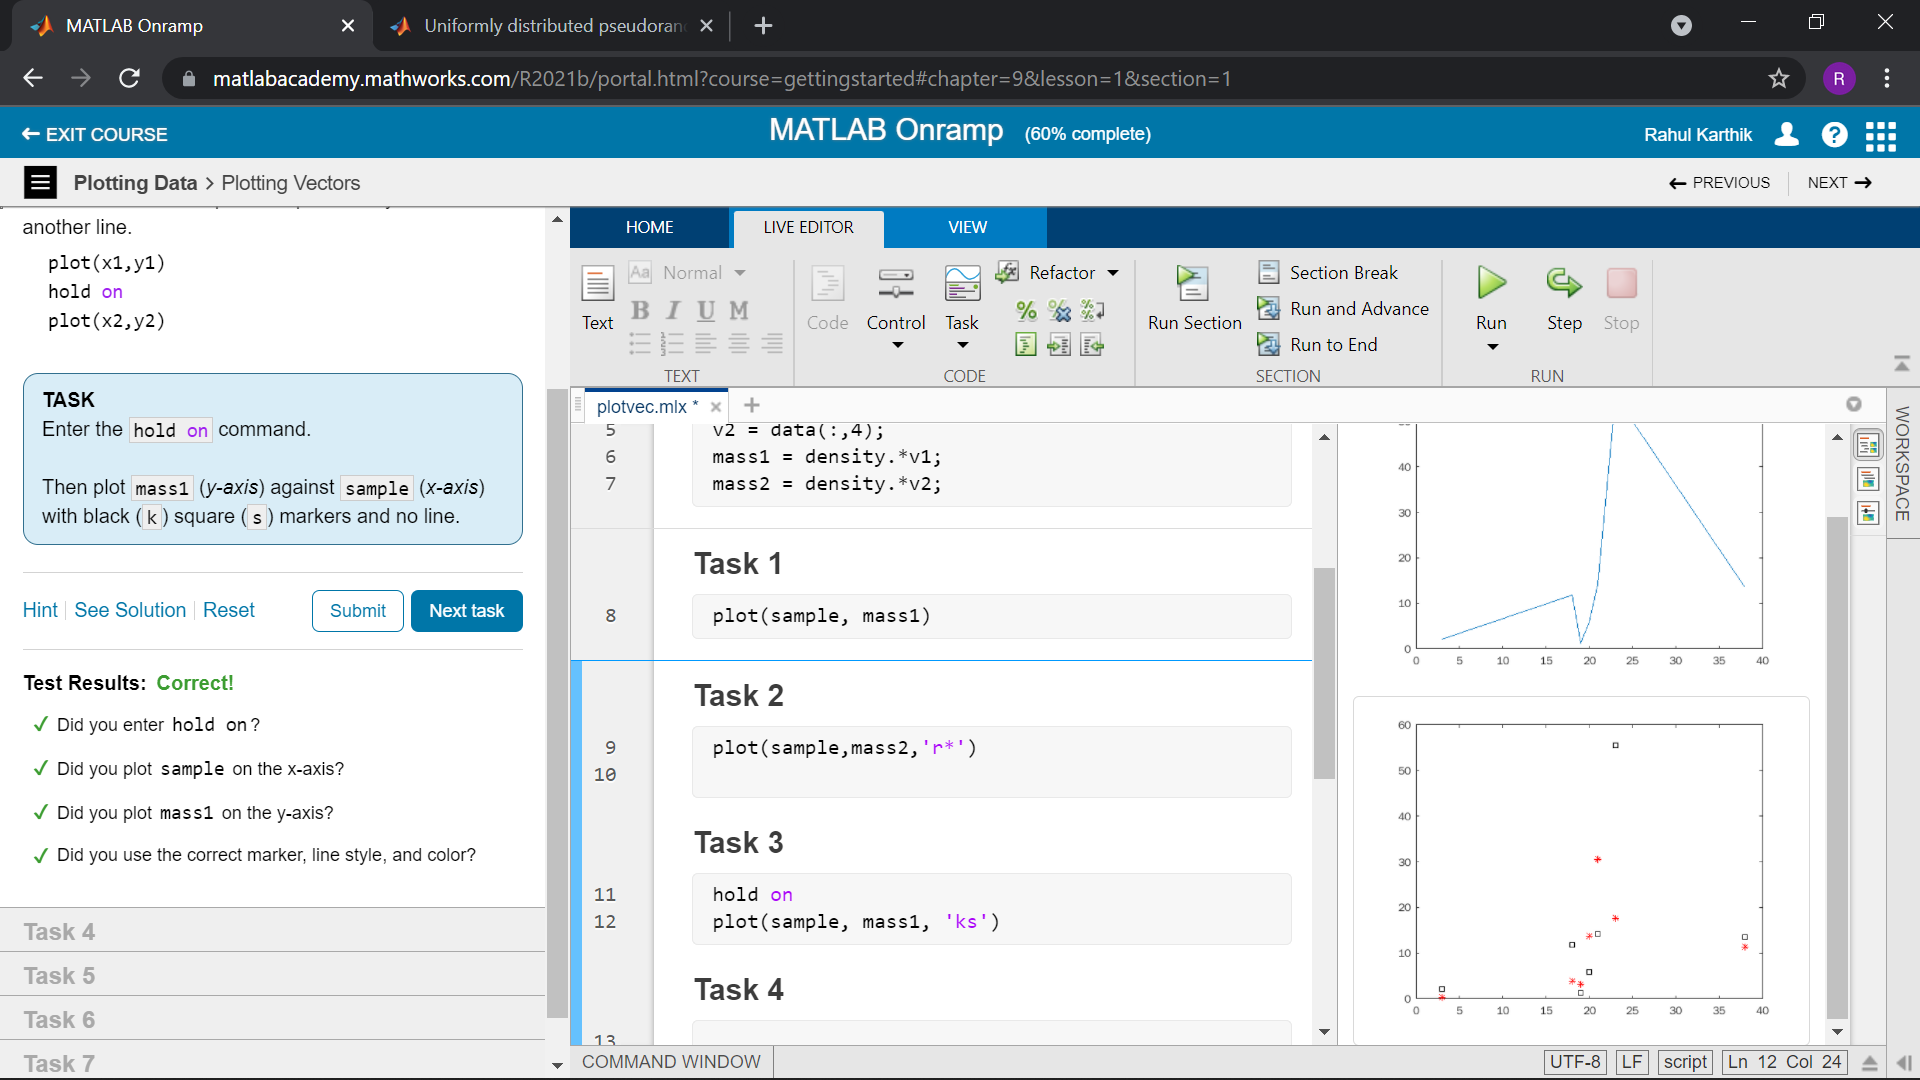 MATLAB Onramp
Uniformly distributed pseudoran
matlabacademy.mathworks.com/R2021b/portal.html?course=gettingstarted#chapter=9&lesson=1&section=1
R
EXIT COURSE
MATLAB Onramp (60% complete)
Rahul Karthik
Plotting Data > Plotting Vectors
PREVIOUS
NEXT
another line.
plot(x1,y1)
hold on
plot(x2,y2)
TASK
Enter the hold on command.
Then plot mass1 (y-axis) against sample (x-axis)
with black (k) square (s) markers and no line.
Hint
See Solution
Reset
Submit
Next task
Test Results: Correct!
Did you enter hold on?
Did you plot sample on the x-axis?
Did you plot mass1 on the y-axis?
Did you use the correct marker, line style, and color?
Task 4
Task 5
Task 6
Task 7
HOME
LIVE EDITOR
VIEW
Text
Aa Normal
B I U M
TEXT
Code
Control
Task
Refactor
CODE
Run Section
Section Break
Run and Advance
Run to End
SECTION
Run
Step
Stop
RUN
plotvec.mlx *
WORKSPACE
5 v2 = data(:,4);
6 mass1 = density.*v1;
7 mass2 = density.*v2;
Task 1
8 plot(sample, mass1)
Task 2
9 plot(sample,mass2,'r*')
10
Task 3
11 hold on
12 plot(sample, mass1, 'ks')
Task 4
13
40
30
20
10
0
0 5 10 15 20 25 30 35 40
60
50
40
30
20
10
0
0 5 10 15 20 25 30 35 40
COMMAND WINDOW
UTF-8
LF
script
Ln 12 Col 24